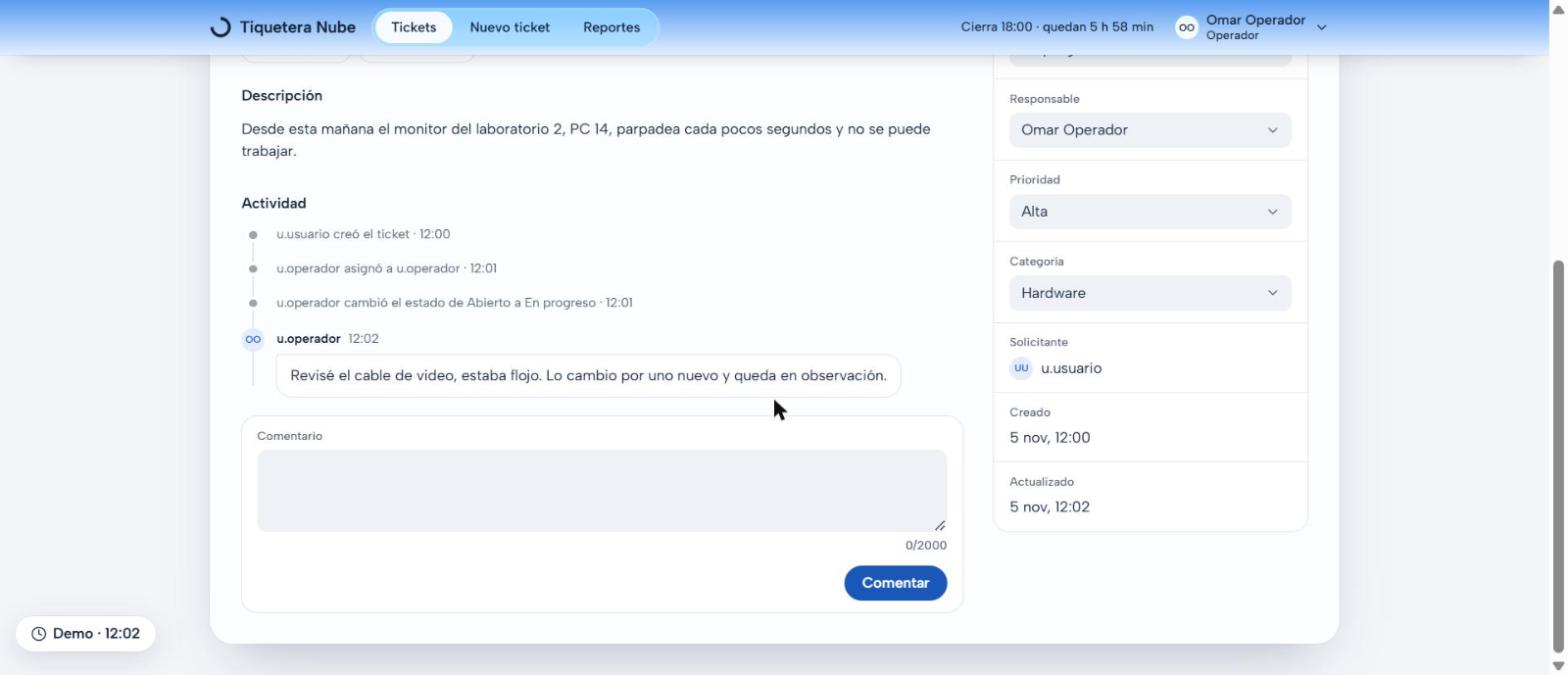 Tiquetera Nube
Tickets
Nuevo ticket
Reportes
Cierra 18:00 · quedan 5 h 58 min
OO
Omar Operador
Operador
Descripción
Desde esta mañana el monitor del laboratorio 2, PC 14, parpadea cada pocos segundos y no se puede
trabajar.
Actividad
u.usuario creó el ticket · 12:00
u.operador asignó a u.operador · 12:01
u.operador cambió el estado de Abierto a En progreso · 12:01
OO
u.operador 12:02
Revisé el cable de video, estaba flojo. Lo cambio por uno nuevo y queda en observación.
Comentario
0/2000
Comentar
Responsable
Omar Operador
Prioridad
Alta
Categoría
Hardware
Solicitante
UU
u.usuario
Creado
5 nov, 12:00
Actualizado
5 nov, 12:02
Demo · 12:02